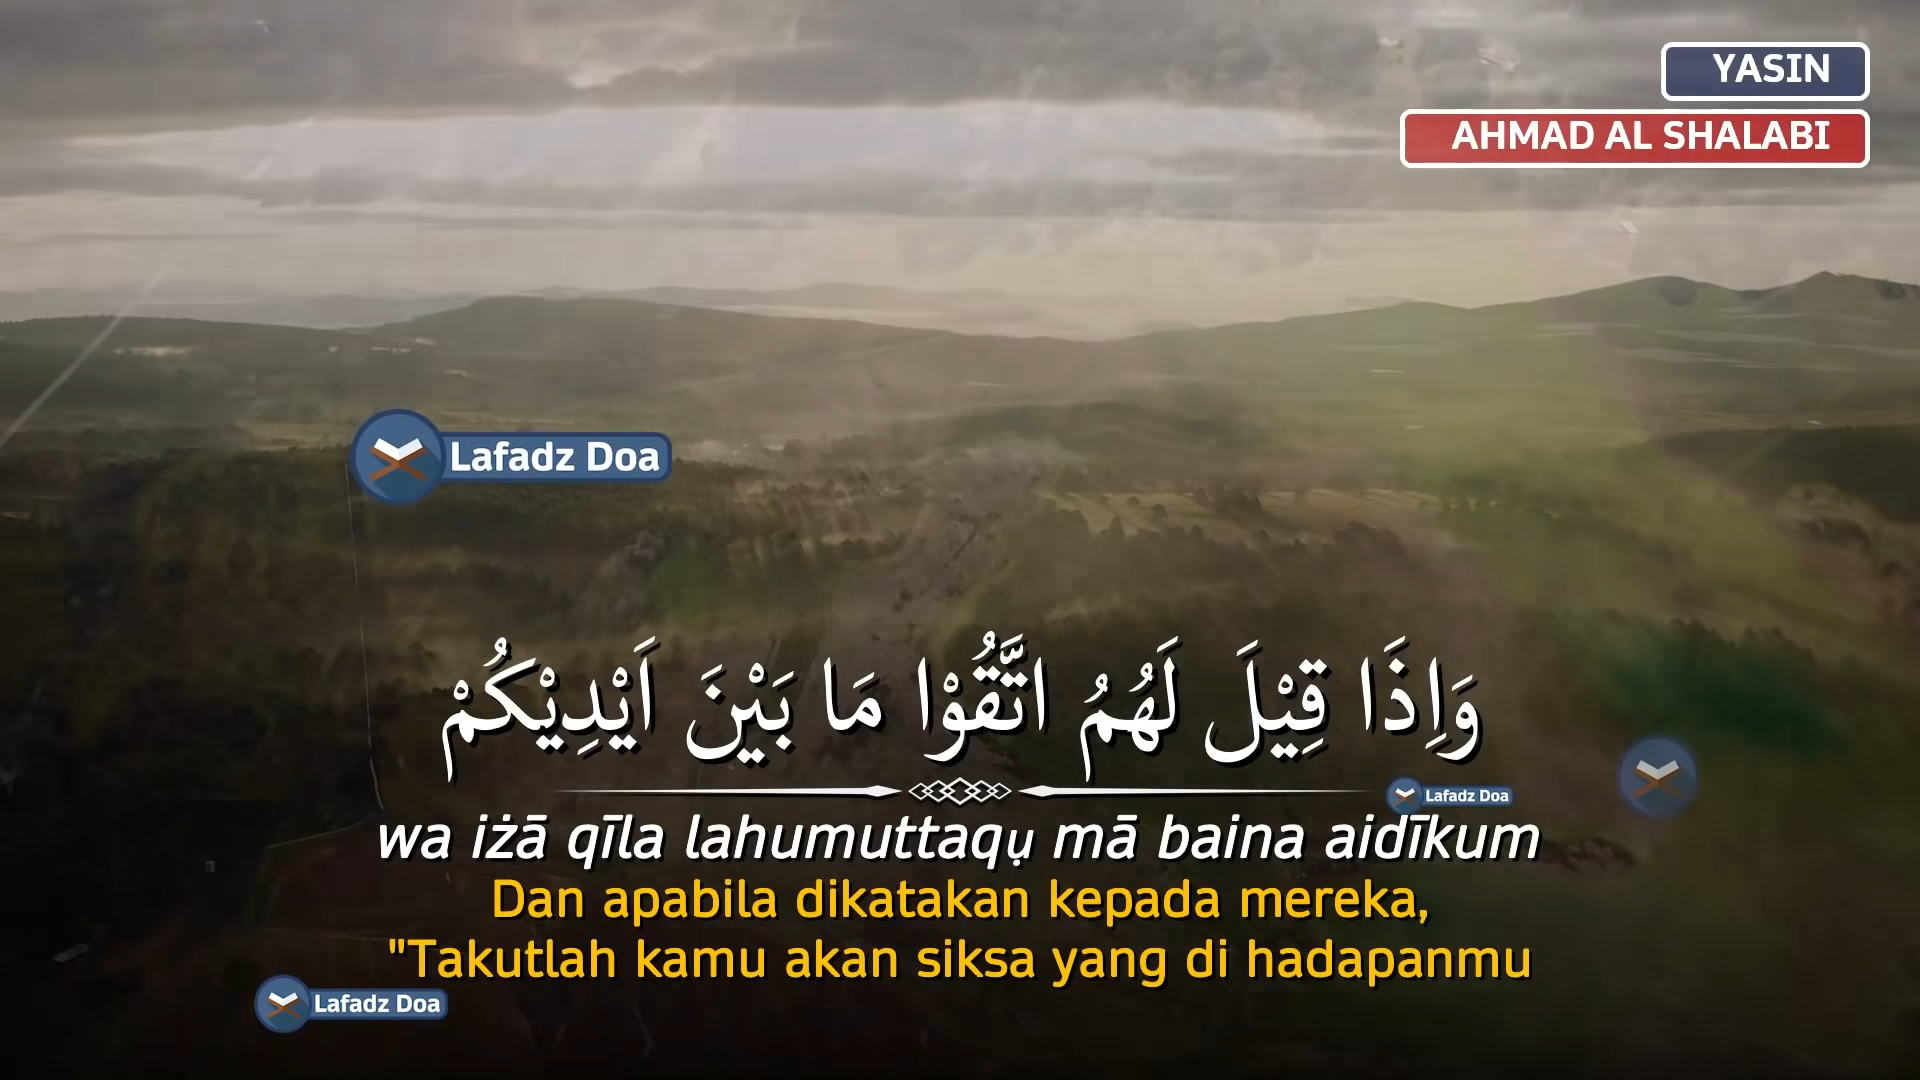 YASIN
AHMAD AL SHALABI
Lafadz Doa
وَاِذَا قِيْلَ لَهُمُ اتَّقُوْا مَا بَيْنَ اَيْدِيْكُمْ
Lafadz Doa
wa iżā qīla lahumuttaqụ mā baina aidīkum
Dan apabila dikatakan kepada mereka,
"Takutlah kamu akan siksa yang di hadapanmu
Lafadz Doa